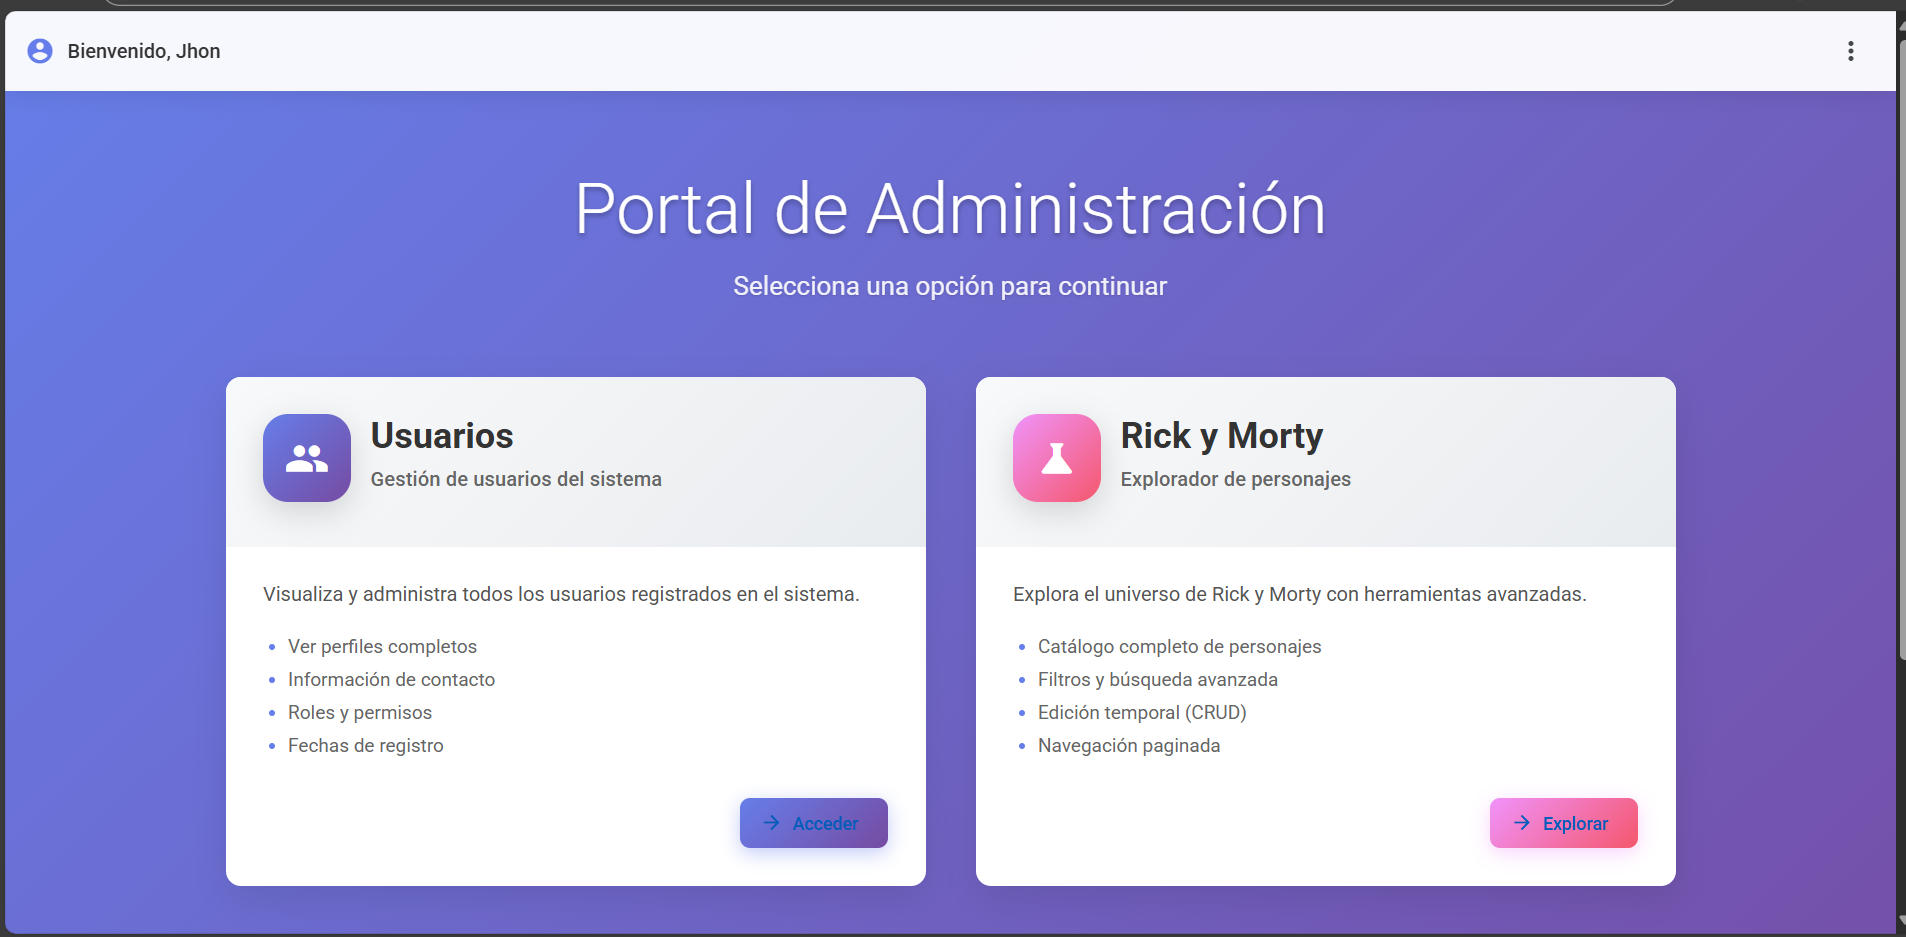 Bienvenido, Jhon
Portal de Administración
Selecciona una opción para continuar
Usuarios
Gestión de usuarios del sistema
Visualiza y administra todos los usuarios registrados en el sistema.
Ver perfiles completos
Información de contacto
Roles y permisos
Fechas de registro
Acceder
Rick y Morty
Explorador de personajes
Explora el universo de Rick y Morty con herramientas avanzadas.
Catálogo completo de personajes
Filtros y búsqueda avanzada
Edición temporal (CRUD)
Navegación paginada
Explorar